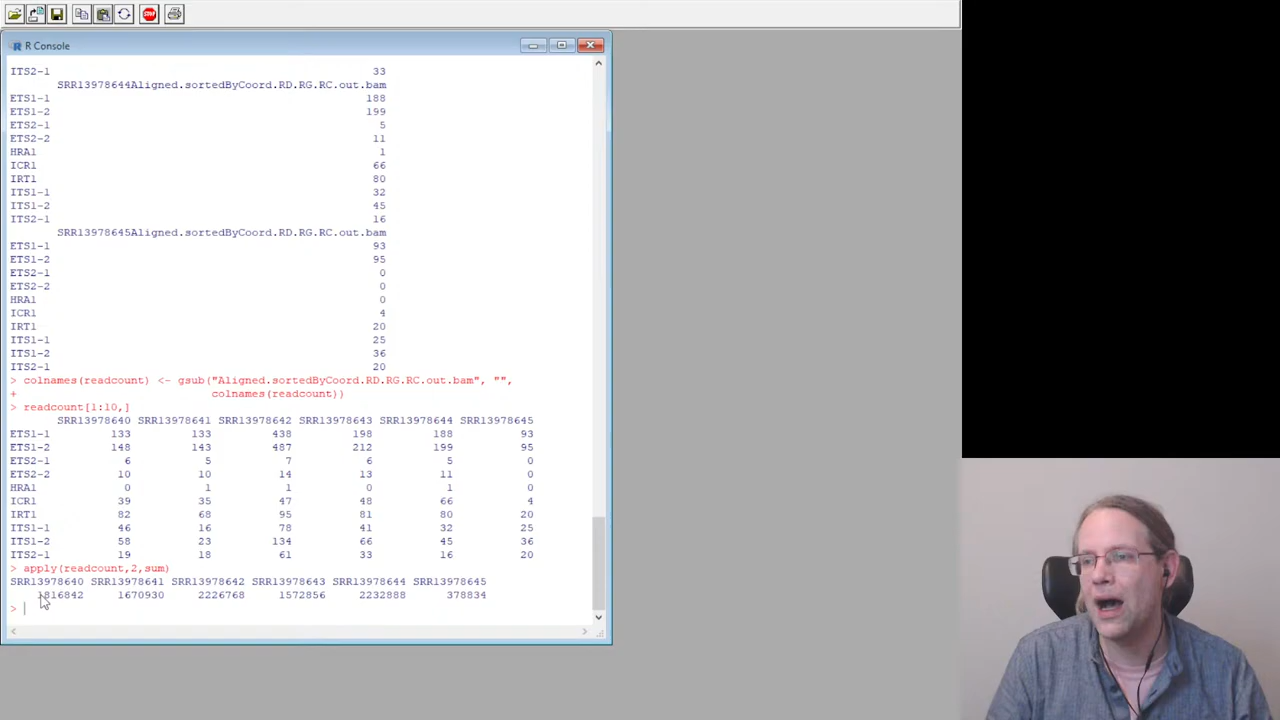 R Console
ITS2-1 33
SRR13978644Aligned.sortedByCoord.RD.RG.RC.out.bam
ETS1-1 188
ETS1-2 199
ETS2-1 5
ETS2-2 11
HRA1 1
ICR1 66
IRT1 80
ITS1-1 32
ITS1-2 45
ITS2-1 16
SRR13978645Aligned.sortedByCoord.RD.RG.RC.out.bam
ETS1-1 93
ETS1-2 95
ETS2-1 0
ETS2-2 0
HRA1 0
ICR1 4
IRT1 20
ITS1-1 25
ITS1-2 36
ITS2-1 20
> colnames(readcount) <- gsub("Aligned.sortedByCoord.RD.RG.RC.out.bam", "",
+ colnames(readcount))
> readcount[1:10,]
SRR13978640 SRR13978641 SRR13978642 SRR13978643 SRR13978644 SRR13978645
ETS1-1 133 133 438 198 188 93
ETS1-2 148 143 487 212 199 95
ETS2-1 6 5 7 6 5 0
ETS2-2 10 10 14 13 11 0
HRA1 0 1 1 0 1 0
ICR1 39 35 47 48 66 4
IRT1 82 68 95 81 80 20
ITS1-1 46 16 78 41 32 25
ITS1-2 58 23 134 66 45 36
ITS2-1 19 18 61 33 16 20
> apply(readcount,2,sum)
SRR13978640 SRR13978641 SRR13978642 SRR13978643 SRR13978644 SRR13978645
1816842 1670930 2226768 1572856 2232888 378834
>